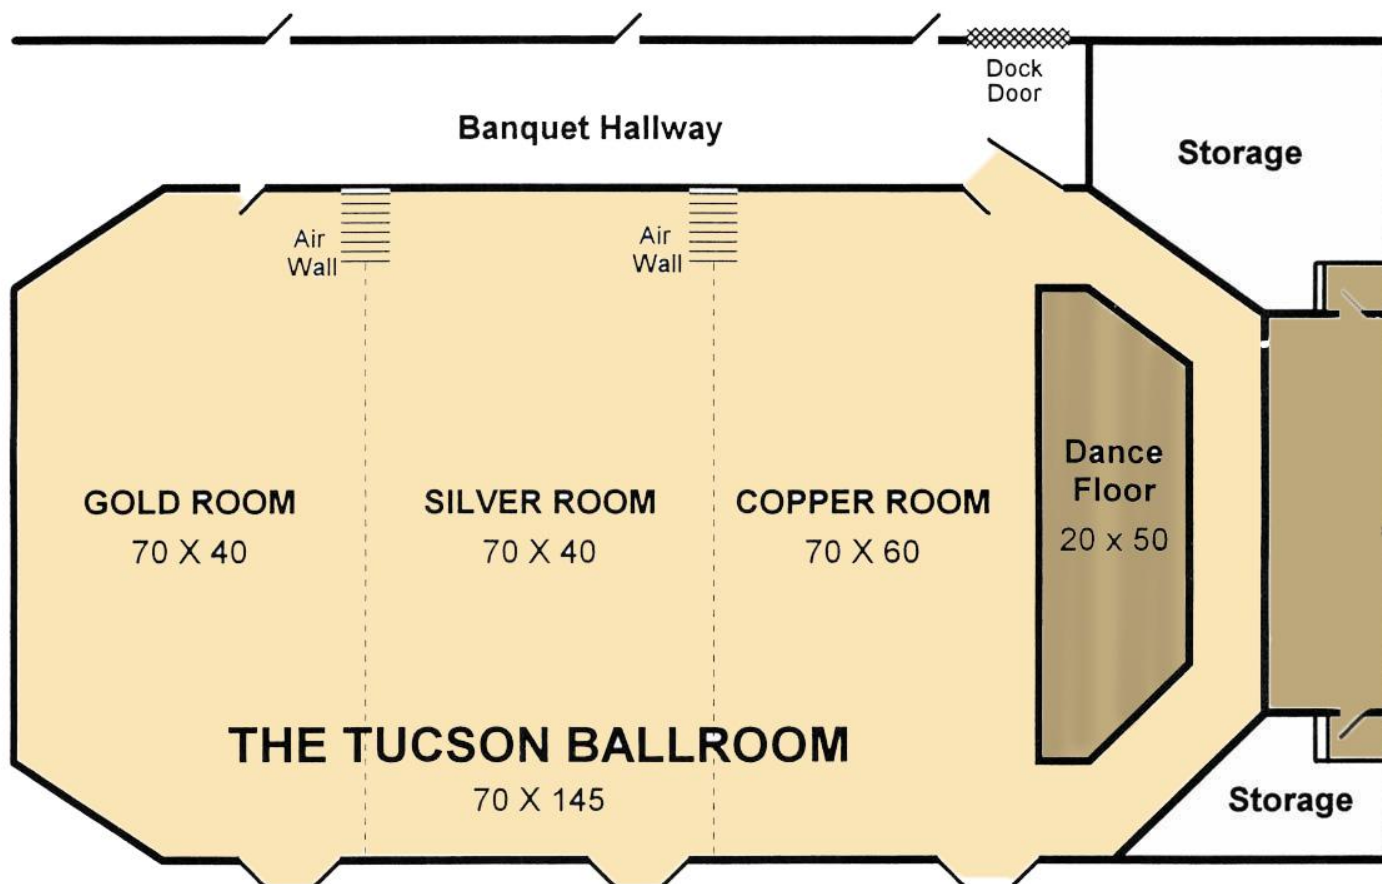 Dock
Door
Banquet Hallway
Storage
Air
Wall
Air
Wall
GOLD ROOM
70 X 40
SILVER ROOM
70 X 40
COPPER ROOM
70 X 60
Dance
Floor
20 x 50
THE TUCSON BALLROOM
70 X 145
Storage